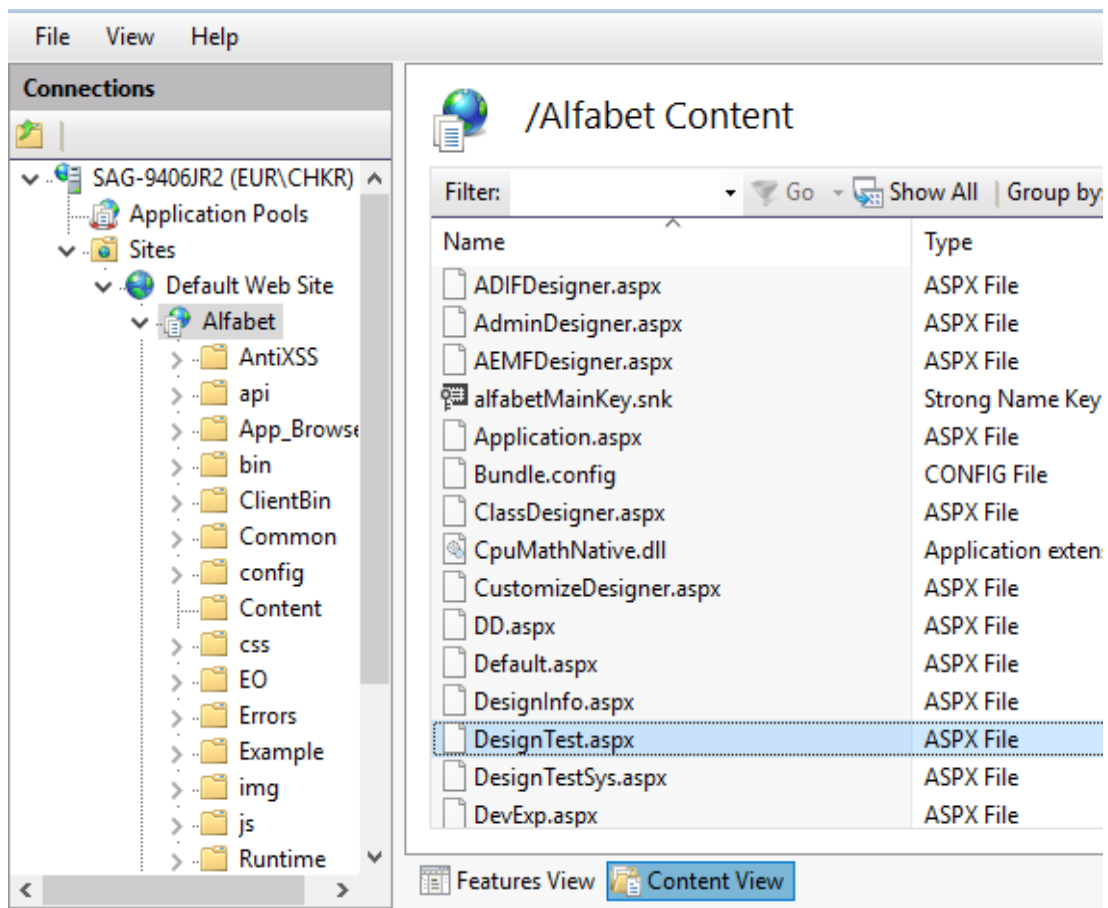 File View Help
Connections
SAG-9406JR2 (EUR\CHKR)
Application Pools
Sites
Default Web Site
Alfabet
AntiXSS
api
App_Browse
bin
ClientBin
Common
config
Content
css
EO
Errors
Example
img
js
Runtime
/Alfabet Content
Filter: Go Show All Group by:
Name Type
ADIFDesigner.aspx ASPX File
AdminDesigner.aspx ASPX File
AEMFDesigner.aspx ASPX File
alfabetMainKey.snk Strong Name Key
Application.aspx ASPX File
Bundle.config CONFIG File
ClassDesigner.aspx ASPX File
CpuMathNative.dll Application exten
CustomizeDesigner.aspx ASPX File
DD.aspx ASPX File
Default.aspx ASPX File
DesignInfo.aspx ASPX File
DesignTest.aspx ASPX File
DesignTestSys.aspx ASPX File
DevExp.aspx ASPX File
Features View Content View